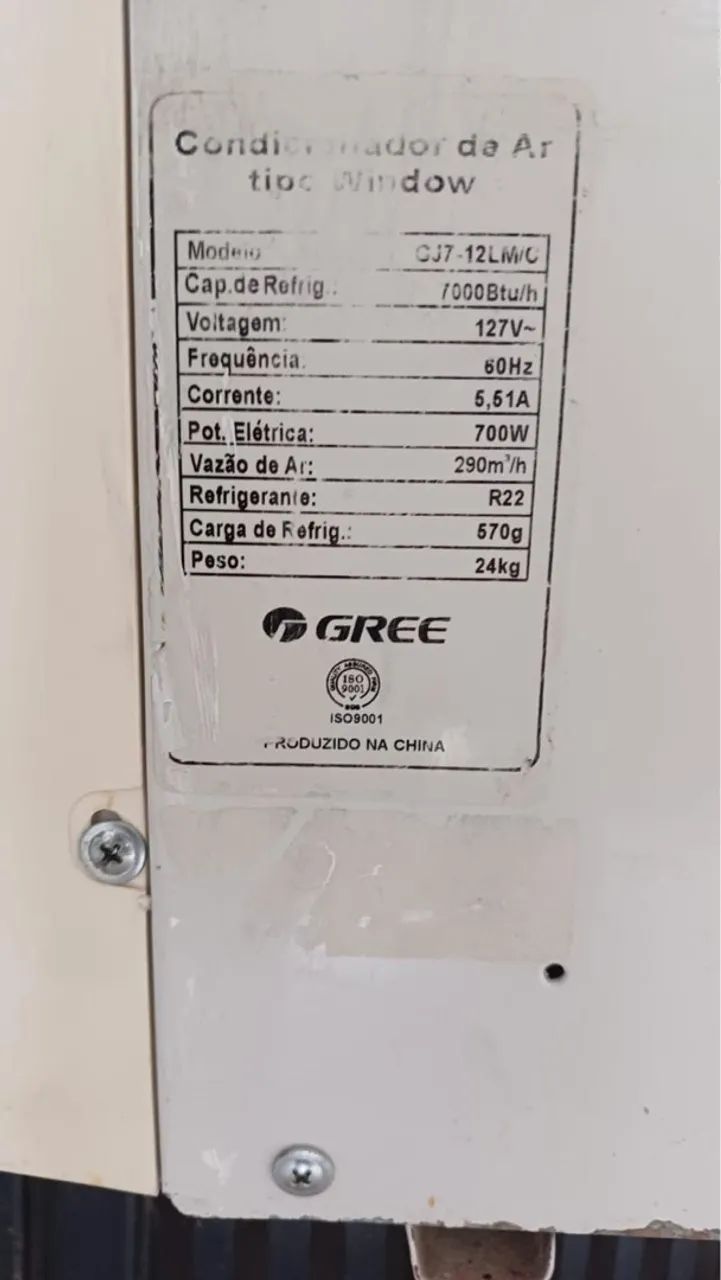 Condicionador de Ar
tipo Window
Modelo GJ7-12LM/C
Cap.de Refrig.: 7000Btu/h
Voltagem: 127V~
Frequência: 60Hz
Corrente: 5,51A
Pot. Elétrica: 700W
Vazão de Ar: 290m³/h
Refrigerante: R22
Carga de Refrig.: 570g
Peso: 24kg
GREE
ISO
9001
ISO9001
PRODUZIDO NA CHINA